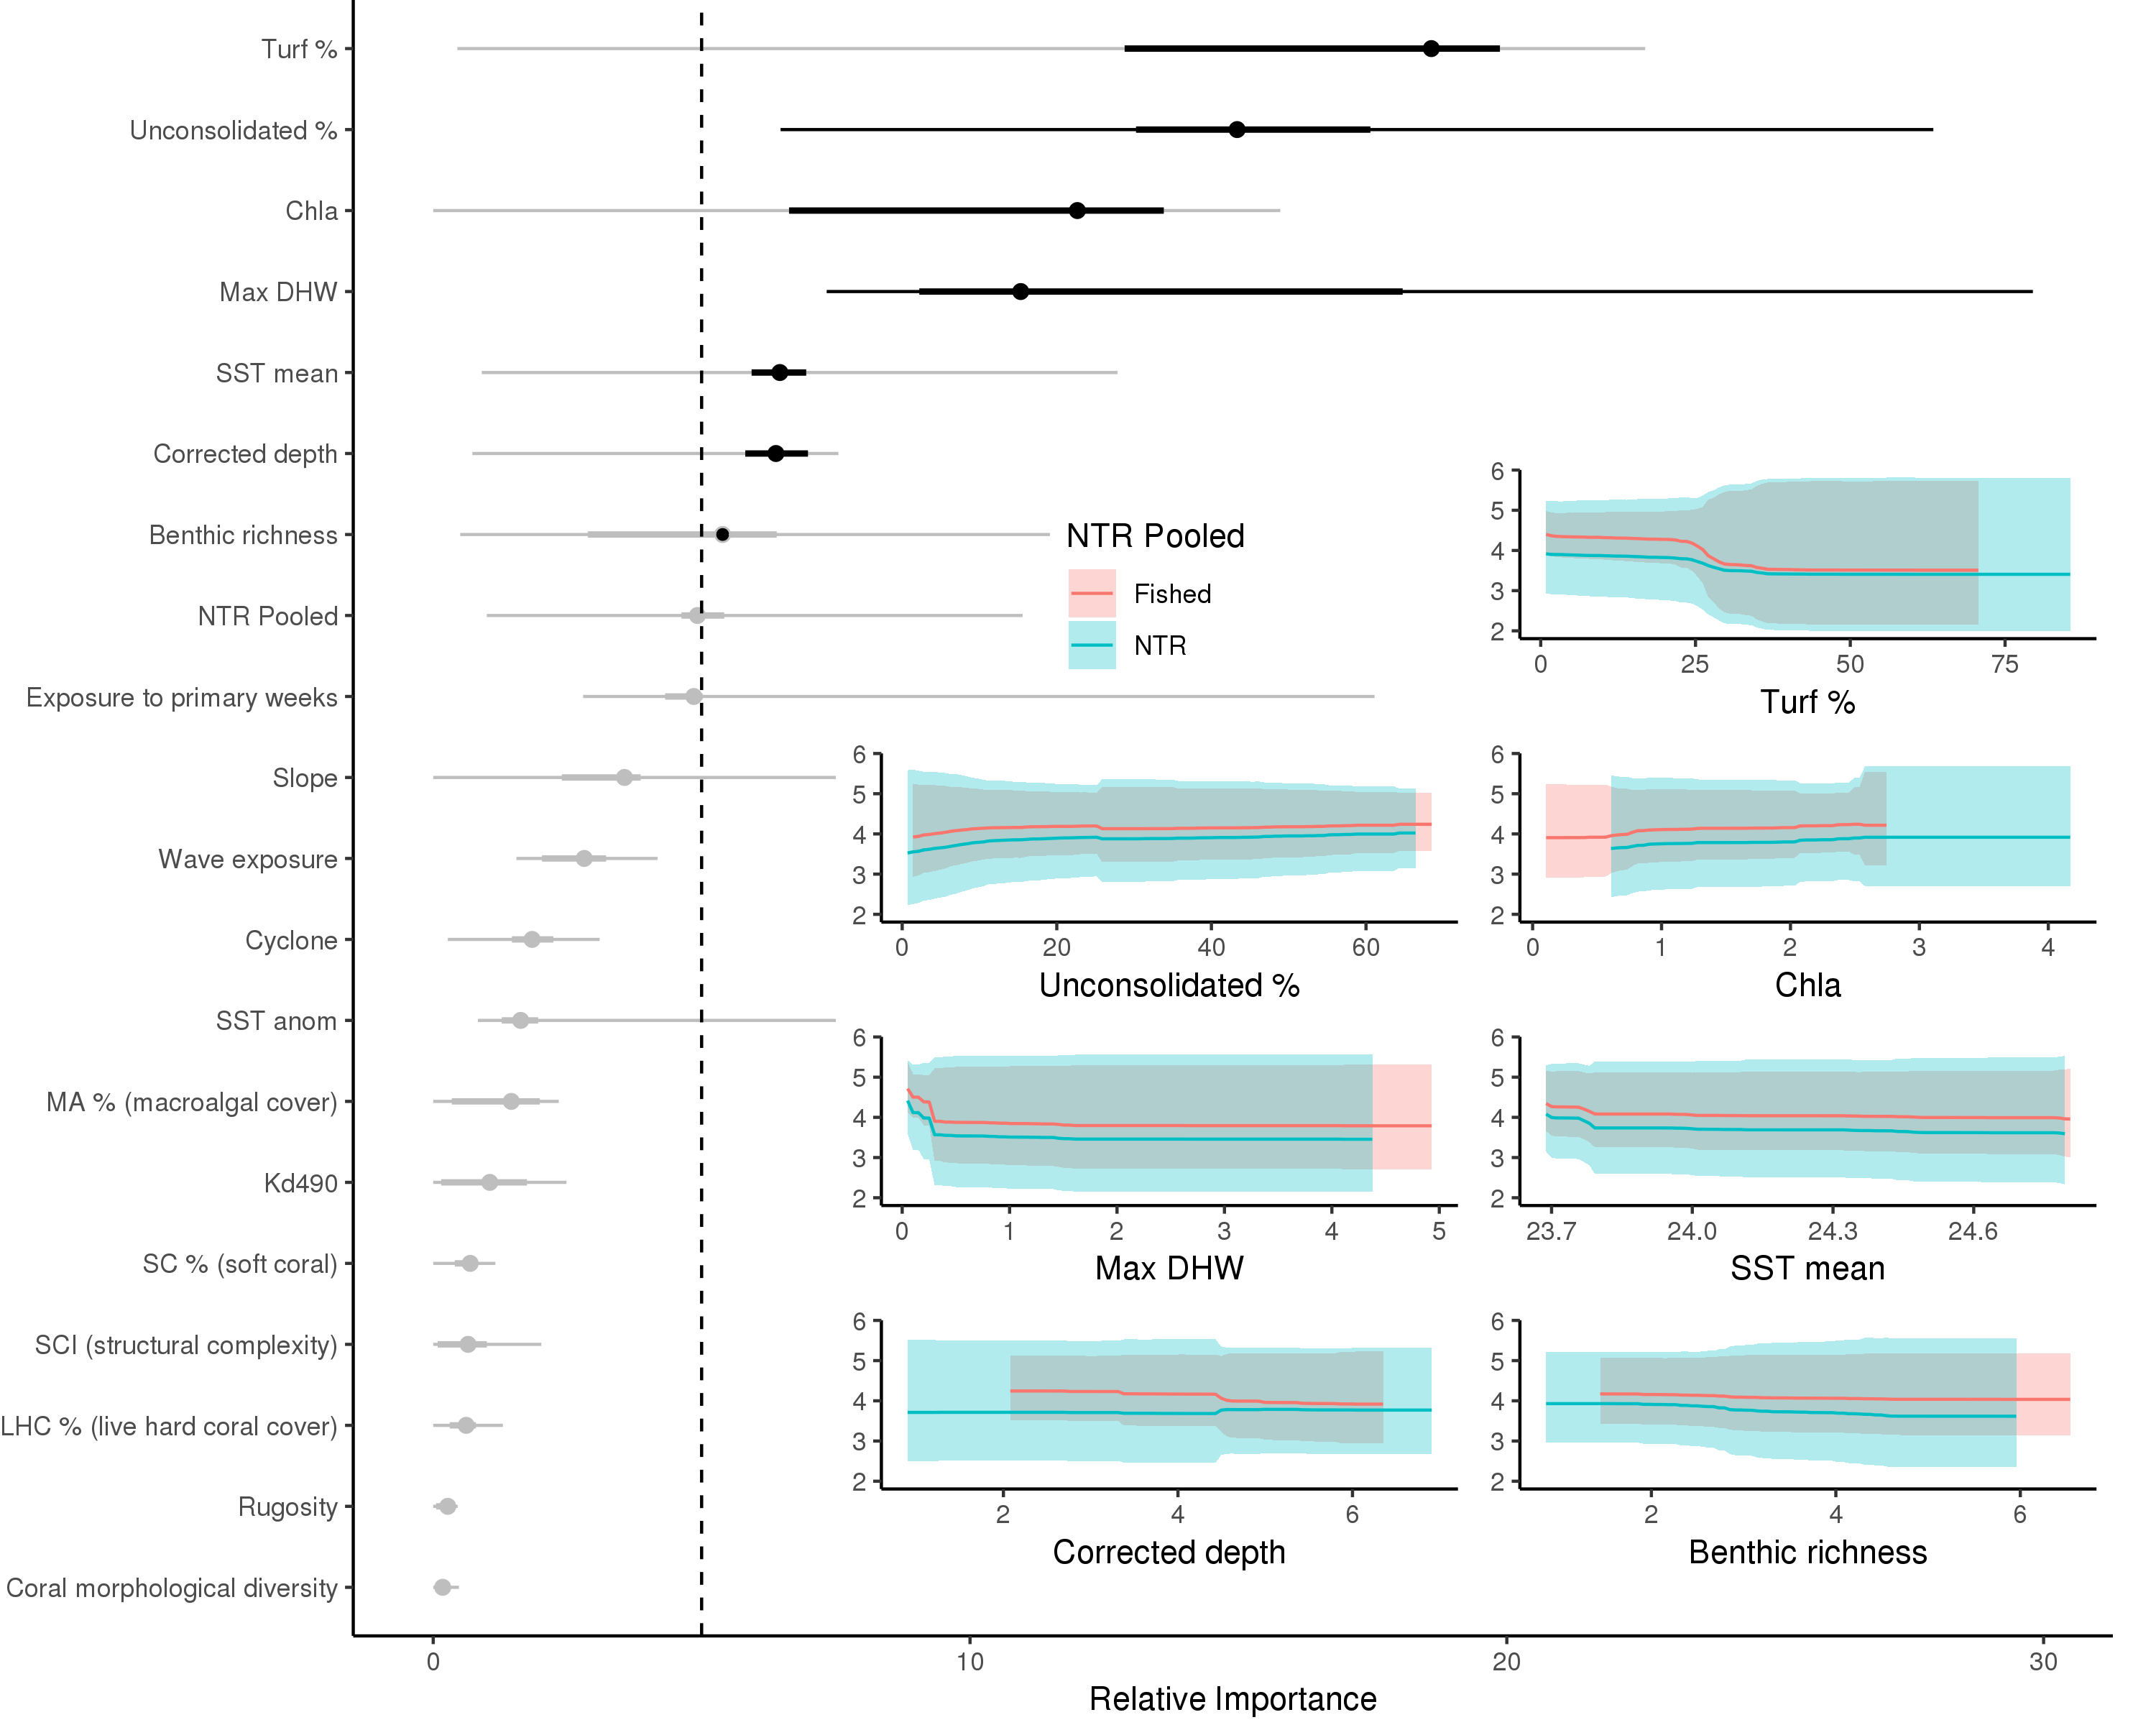 Turf %
Unconsolidated %
Chla
Max DHW
SST mean
Corrected depth
Benthic richness
NTR Pooled
Exposure to primary weeks
Slope
Wave exposure
Cyclone
SST anom
MA % (macroalgal cover)
Kd490
SC % (soft coral)
SCI (structural complexity)
LHC % (live hard coral cover)
Rugosity
Coral morphological diversity
0 10 20 30
Relative Importance
NTR Pooled
Fished
NTR
6
5
4
3
2
0 25 50 75
Turf %
6
5
4
3
2
0 20 40 60
Unconsolidated %
6
5
4
3
2
0 1 2 3 4
Chla
6
5
4
3
2
0 1 2 3 4 5
Max DHW
6
5
4
3
2
23.7 24.0 24.3 24.6
SST mean
6
5
4
3
2
2 4 6
Corrected depth
6
5
4
3
2
2 4 6
Benthic richness